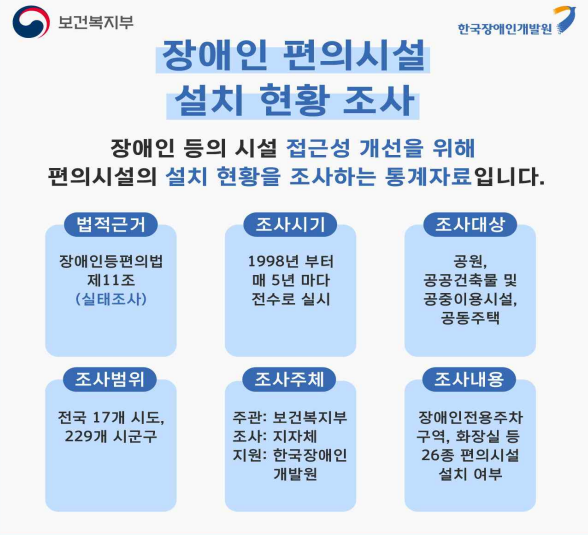 보건복지부
한국장애인개발원
장애인 편의시설
설치 현황 조사
장애인 등의 시설 접근성 개선을 위해
편의시설의 설치 현황을 조사하는 통계자료입니다.
법적근거
장애인등편의법
제11조
(실태조사)
조사시기
1998년 부터
매 5년 마다
전수로 실시
조사대상
공원,
공공건축물 및
공중이용시설,
공동주택
조사범위
전국 17개 시도,
229개 시군구
조사주체
주관: 보건복지부
조사: 지자체
지원: 한국장애인
개발원
조사내용
장애인전용주차
구역, 화장실 등
26종 편의시설
설치 여부